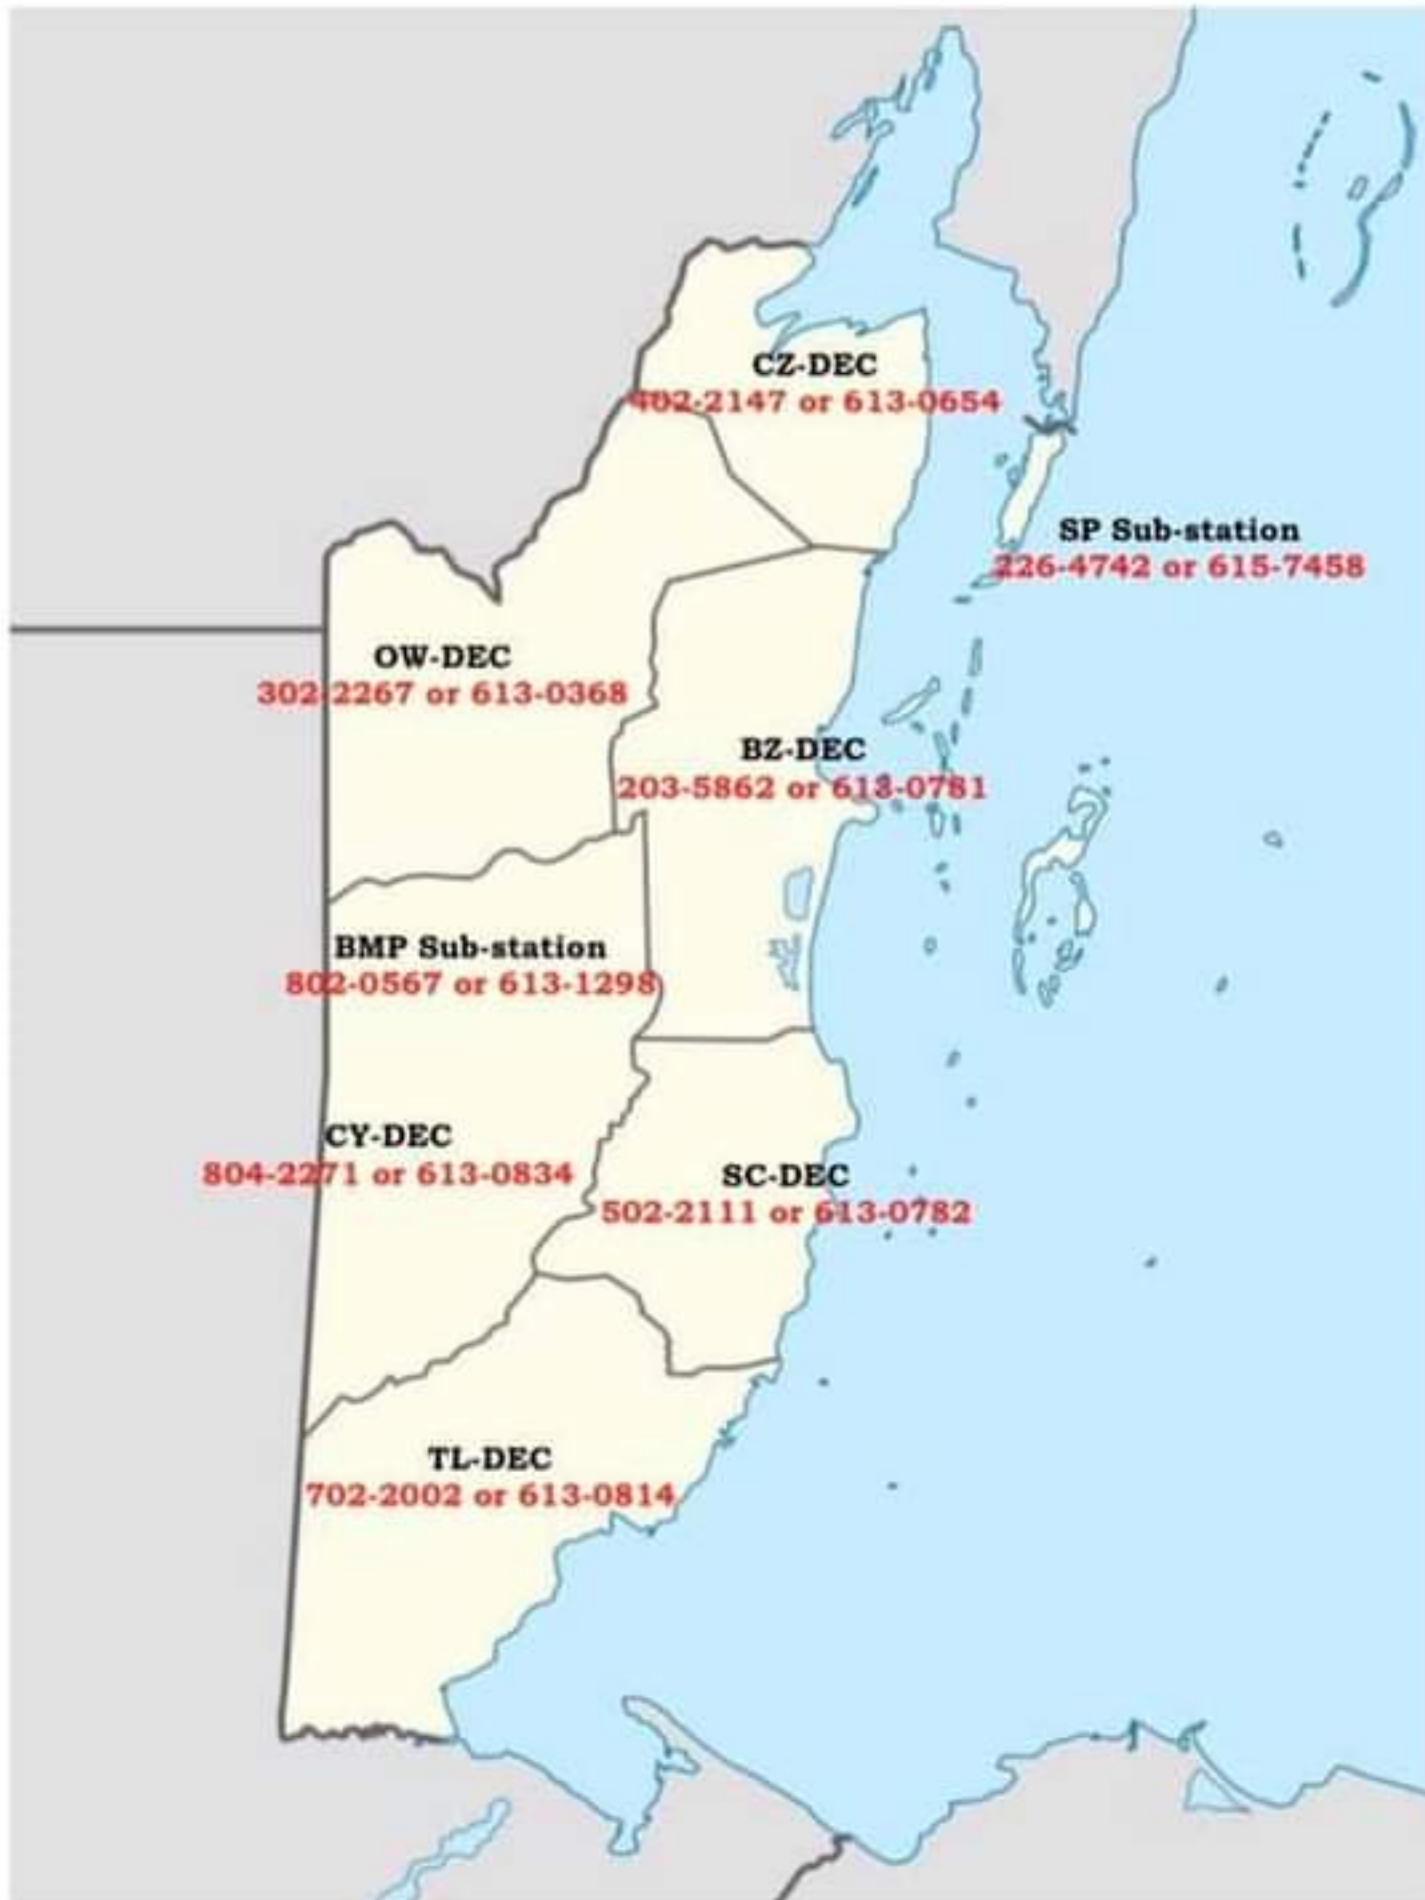 CZ-DEC
402-2147 or 613-0654
SP Sub-station
226-4742 or 615-7458
OW-DEC
302-2267 or 613-0368
BZ-DEC
203-5862 or 613-0781
BMP Sub-station
802-0567 or 613-1298
CY-DEC
804-2271 or 613-0834
SC-DEC
502-2111 or 613-0782
TL-DEC
702-2002 or 613-0814